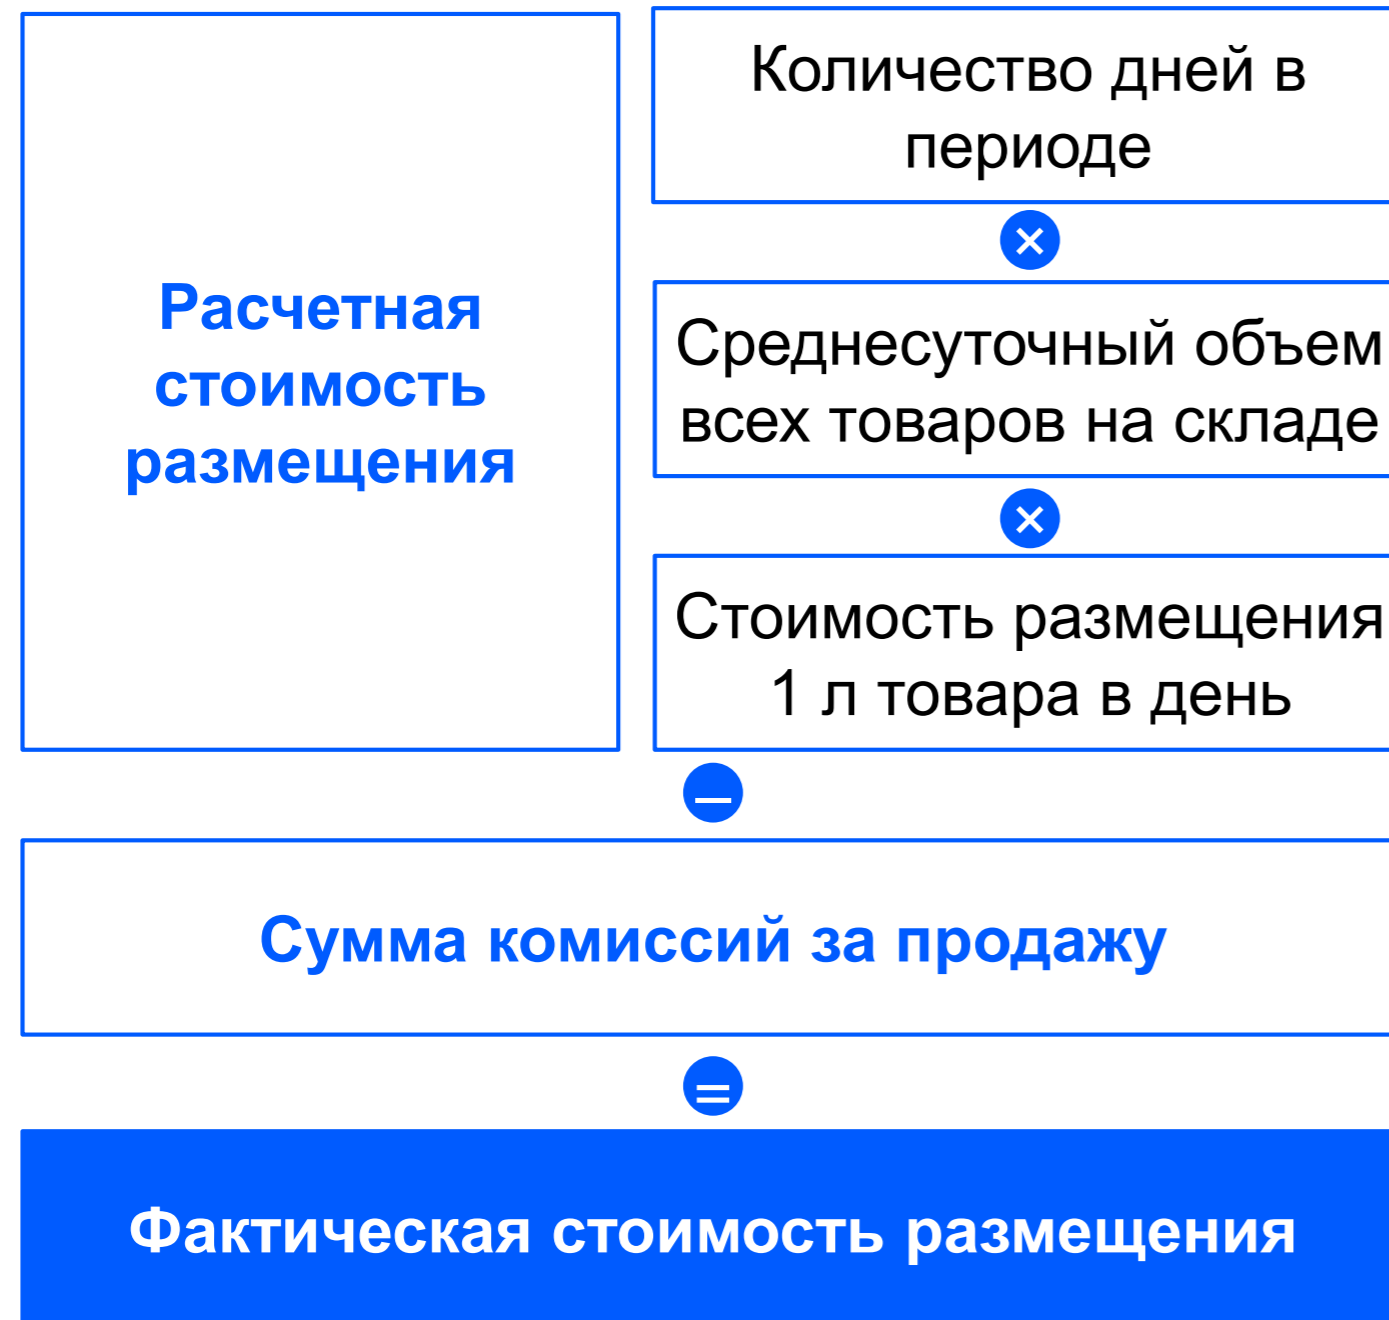 Расчетная
стоимость
размещения
Количество дней в
периоде
×
Среднесуточный объем
всех товаров на складе
×
Стоимость размещения
1 л товара в день
–
Сумма комиссий за продажу
=
Фактическая стоимость размещения